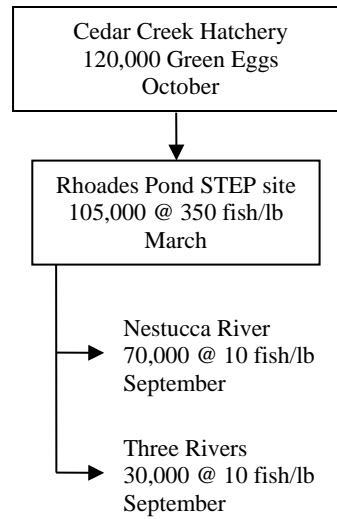 Cedar Creek Hatchery
120,000 Green Eggs
October
Rhoades Pond STEP site
105,000 @ 350 fish/lb
March
Nestucca River
70,000 @ 10 fish/lb
September
Three Rivers
30,000 @ 10 fish/lb
September